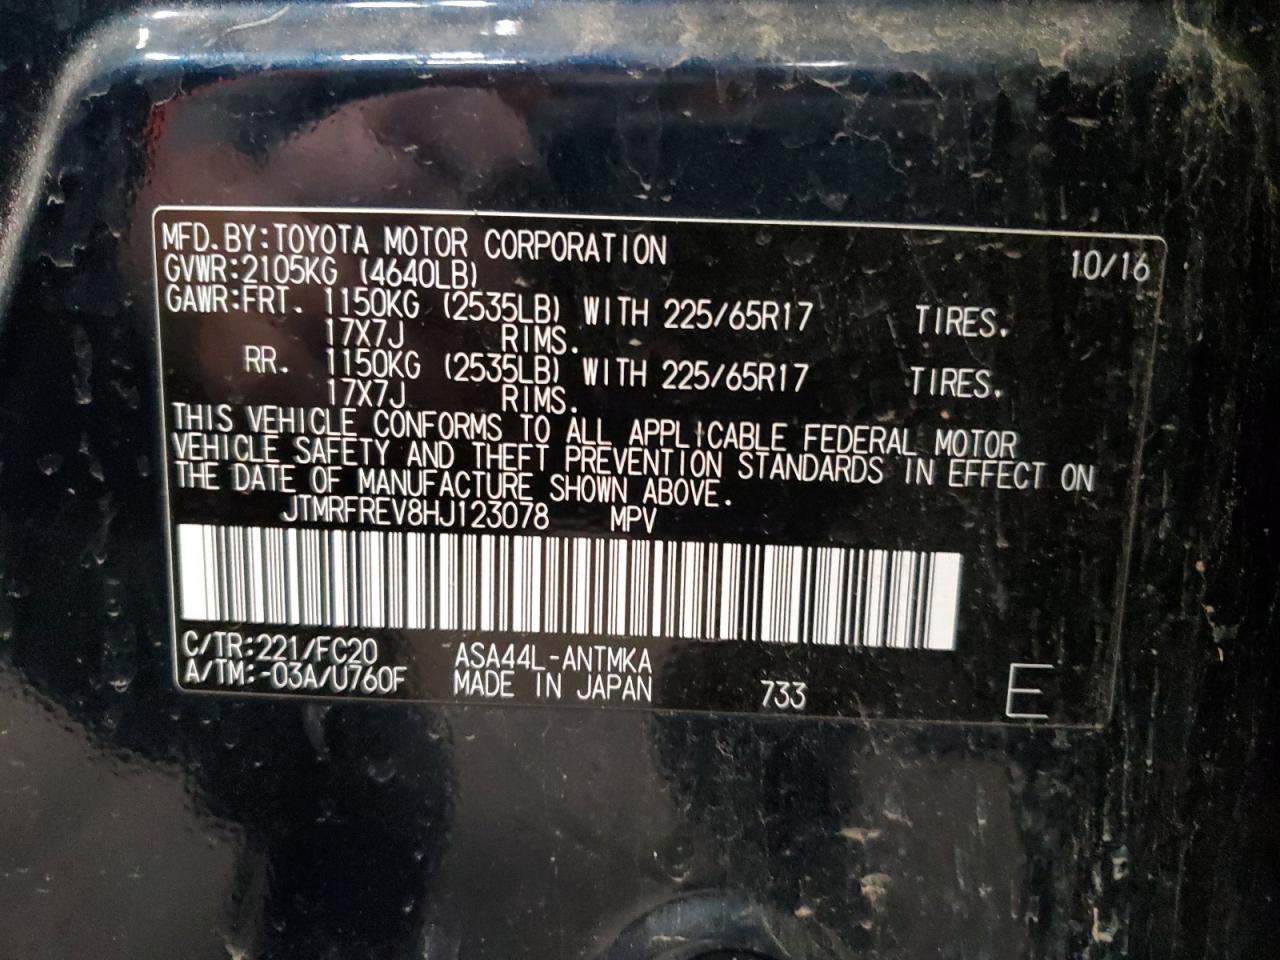 MFD. BY:TOYOTA MOTOR CORPORATION 10/16
GVWR:2105KG (4640LB)
GAWR:FRT. 1150KG (2535LB) WITH 225/65R17 TIRES.
17X7J RIMS.
RR. 1150KG (2535LB) WITH 225/65R17 TIRES.
17X7J RIMS.
THIS VEHICLE CONFORMS TO ALL APPLICABLE FEDERAL MOTOR
VEHICLE SAFETY AND THEFT PREVENTION STANDARDS IN EFFECT ON
THE DATE OF MANUFACTURE SHOWN ABOVE.
JTMRFREV8HJ123078 MPV
C/TR:221/FC20 ASA44L-ANTMKA
A/TM:-03A/U760F MADE IN JAPAN 733 E